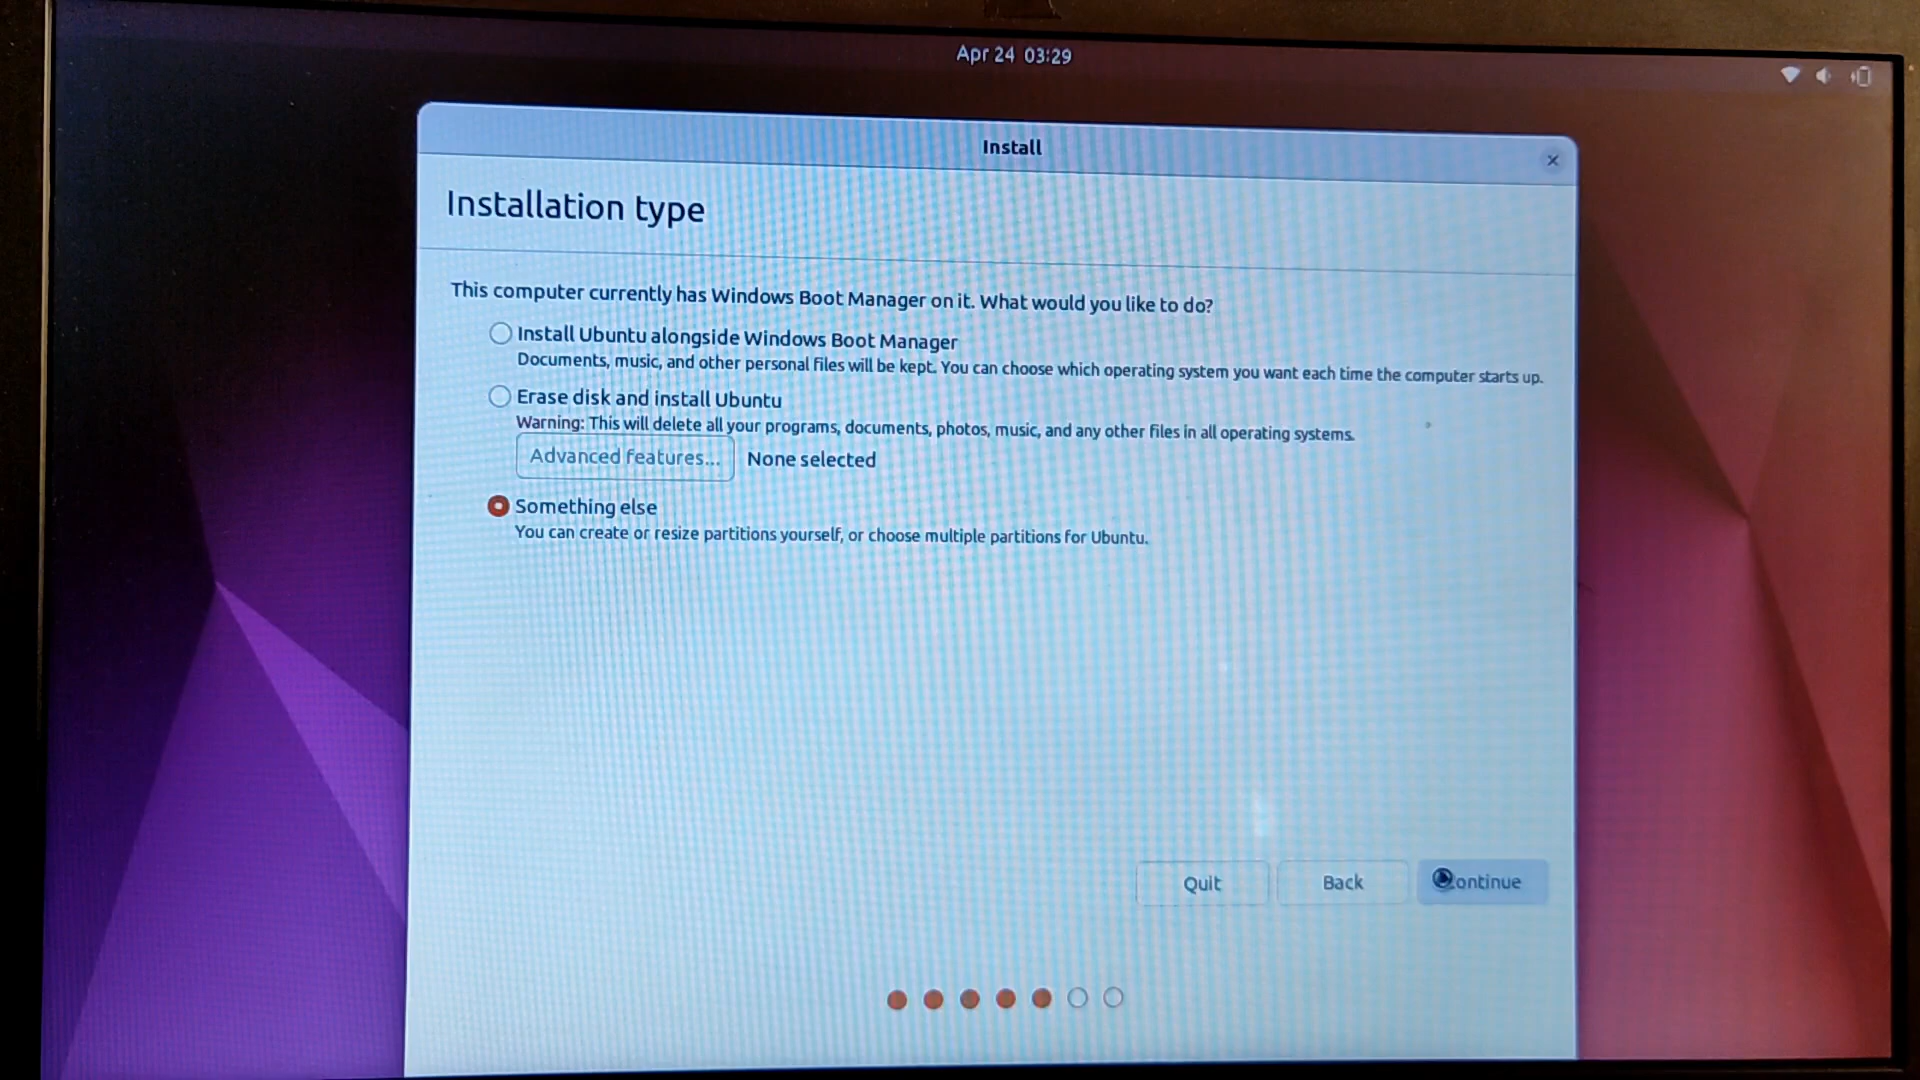 Apr 24 03:29
Install
Installation type
This computer currently has Windows Boot Manager on it. What would you like to do?
Install Ubuntu alongside Windows Boot Manager
Documents, music, and other personal files will be kept. You can choose which operating system you want each time the computer starts up.
Erase disk and install Ubuntu
Warning: This will delete all your programs, documents, photos, music, and any other files in all operating systems.
Advanced features... None selected
Something else
You can create or resize partitions yourself, or choose multiple partitions for Ubuntu.
Quit Back Continue